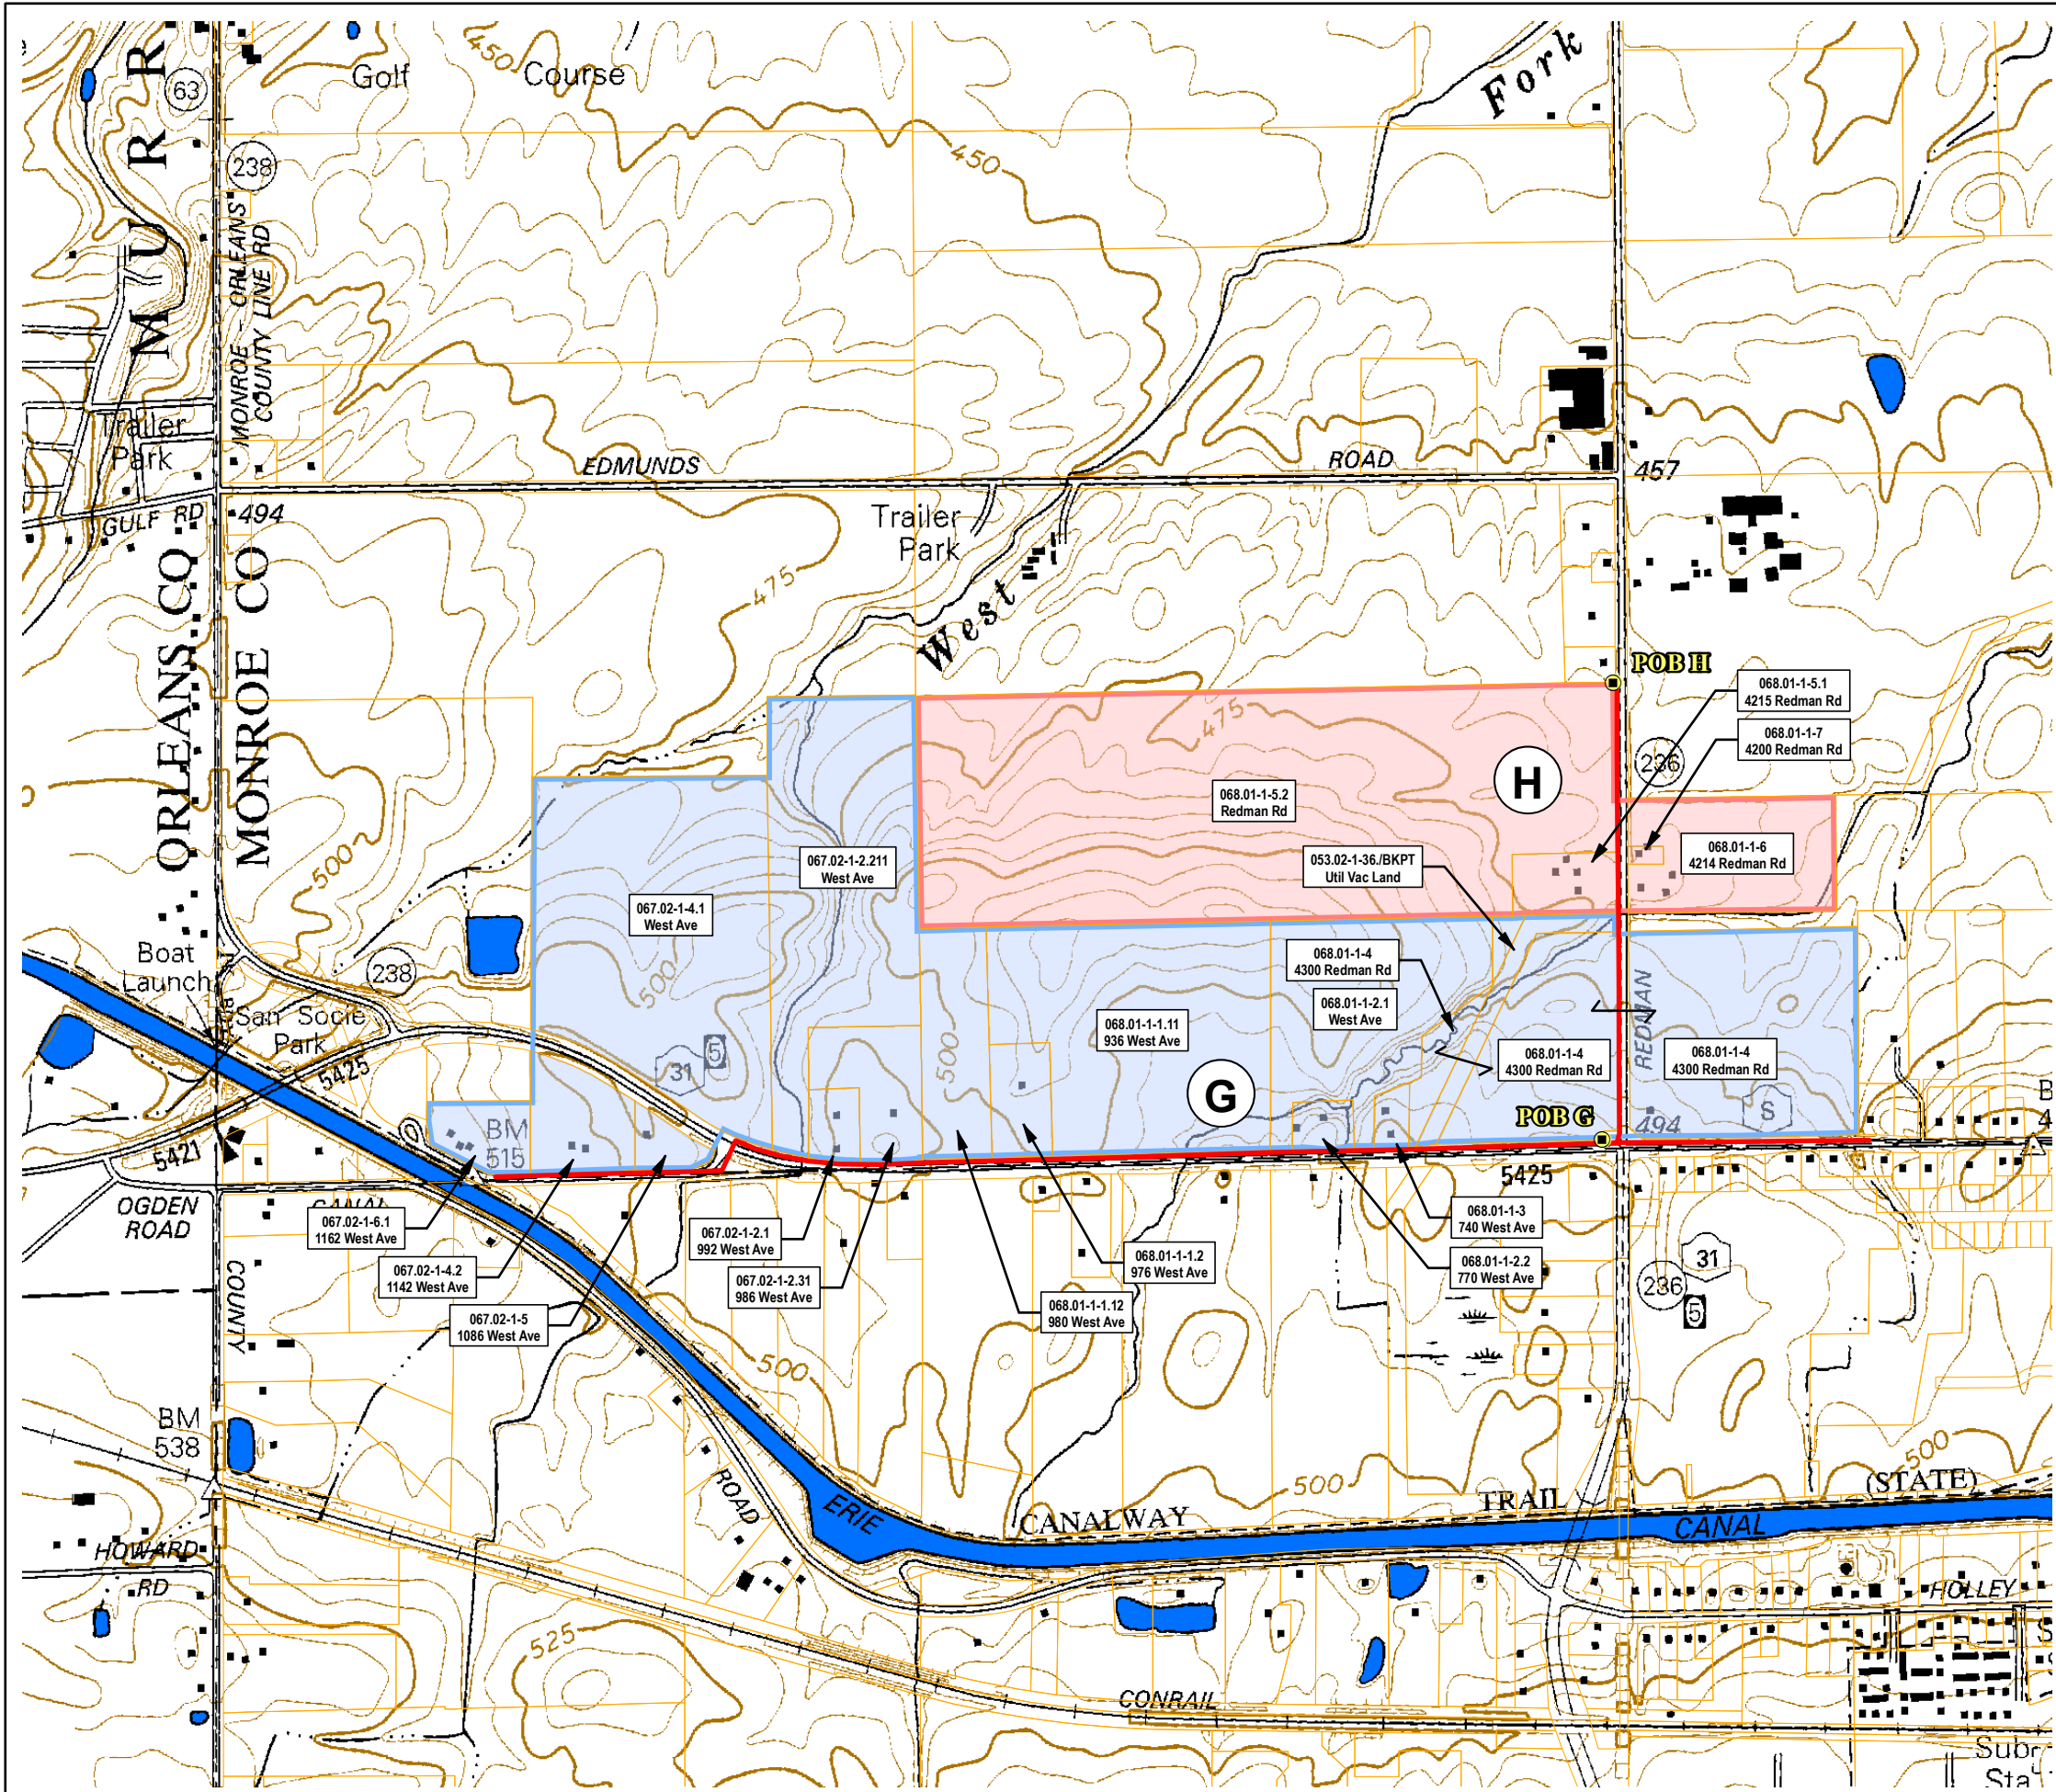 450
Golf
Course
Fork
63
MURR
238
MONROE - ORLEANS
COUNTY LINE RD
450
Trailer
Park
EDMUNDS
ROAD
457
GULF RD
494
Trailer
Park
475
West
ORLEANS CO
MONROE CO
POB H
068.01-1-5.1
4215 Redman Rd
068.01-1-7
4200 Redman Rd
475
236
H
068.01-1-5.2
Redman Rd
068.01-1-6
4214 Redman Rd
053.02-1-36./BKPT
Util Vac Land
067.02-1-2.211
West Ave
500
067.02-1-4.1
West Ave
Boat
Launch
238
500
068.01-1-4
4300 Redman Rd
068.01-1-2.1
West Ave
REDMAN
San Socie
Park
068.01-1-1.11
936 West Ave
5
31
500
068.01-1-4
4300 Redman Rd
068.01-1-4
4300 Redman Rd
5425
G
S
POB G
494
BM
515
5421
5425
OGDEN
ROAD
CANAL
067.02-1-6.1
1162 West Ave
067.02-1-2.1
992 West Ave
068.01-1-3
740 West Ave
067.02-1-4.2
1142 West Ave
067.02-1-2.31
986 West Ave
068.01-1-1.2
976 West Ave
068.01-1-2.2
770 West Ave
31
236
5
COUNTY
067.02-1-5
1086 West Ave
068.01-1-1.12
980 West Ave
500
BM
538
500
500
ROAD
ERIE
CANALWAY
TRAIL
(STATE)
CANAL
HOWARD
RD
HOLLEY
525
CONRAIL
Sub
Sta